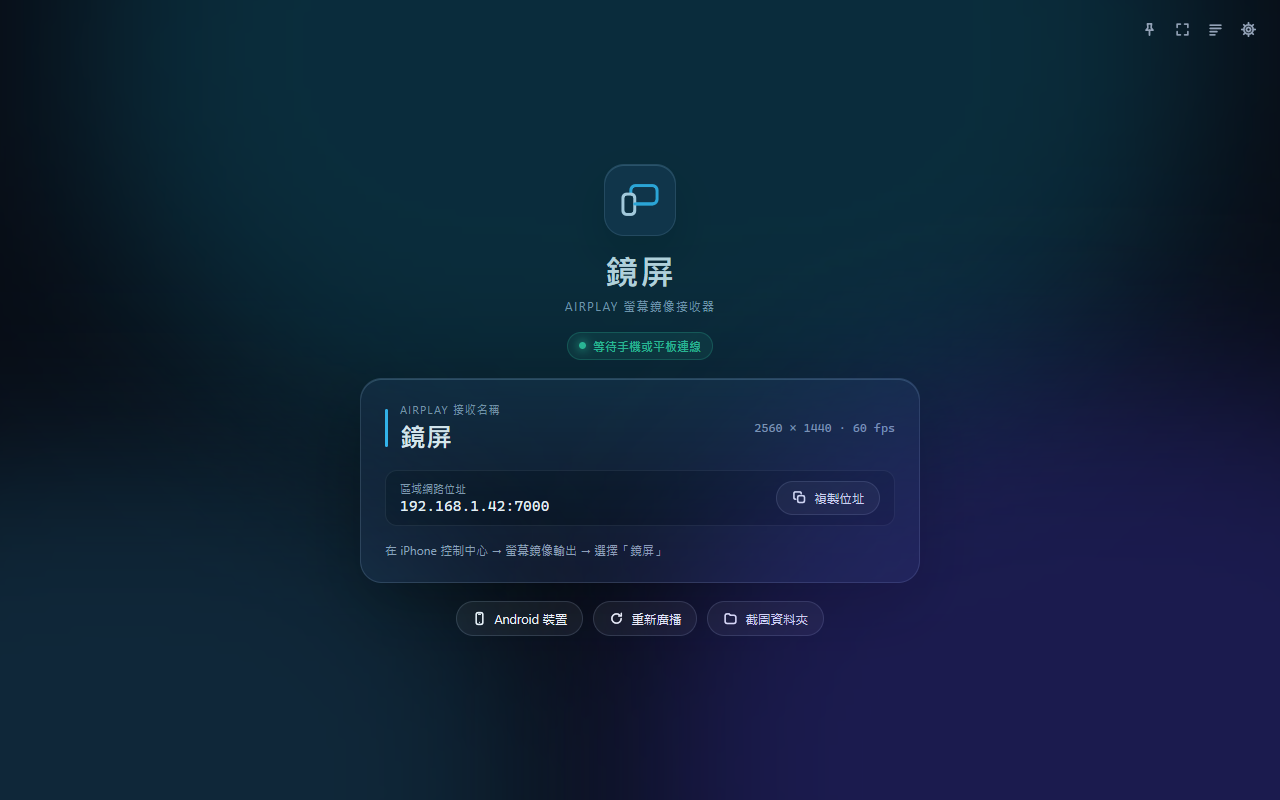 鏡屏
AIRPLAY 螢幕鏡像接收器
等待手機或平板連線
AIRPLAY 接收名稱
鏡屏
2560 × 1440 · 60 fps
區域網路位址
192.168.1.42:7000
複製位址
在 iPhone 控制中心 → 螢幕鏡像輸出 → 選擇「鏡屏」
Android 裝置
重新廣播
截圖資料夾